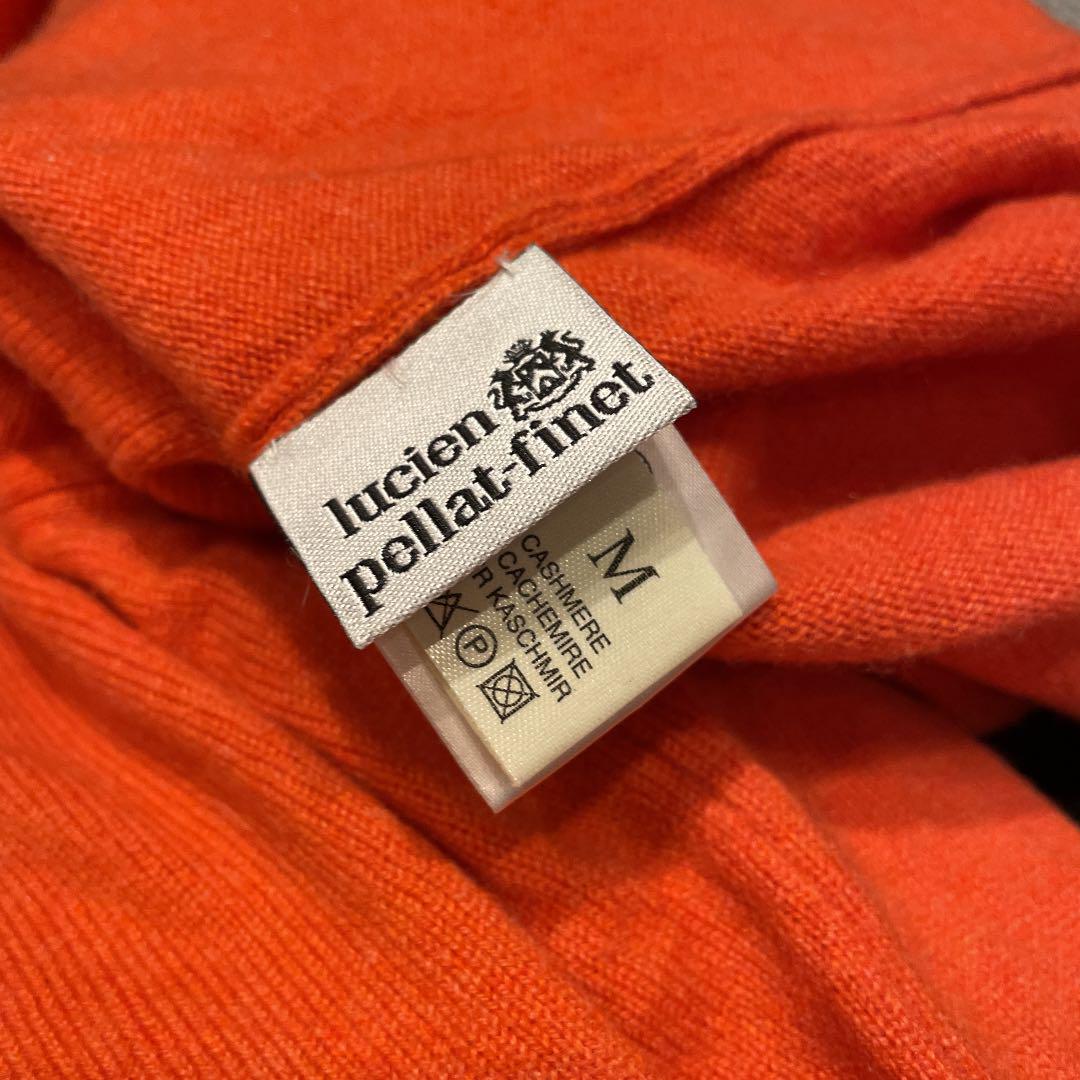 lucien
pellat-finet
M
CASHMERE
CACHEMIRE
R KASCHMIR
P